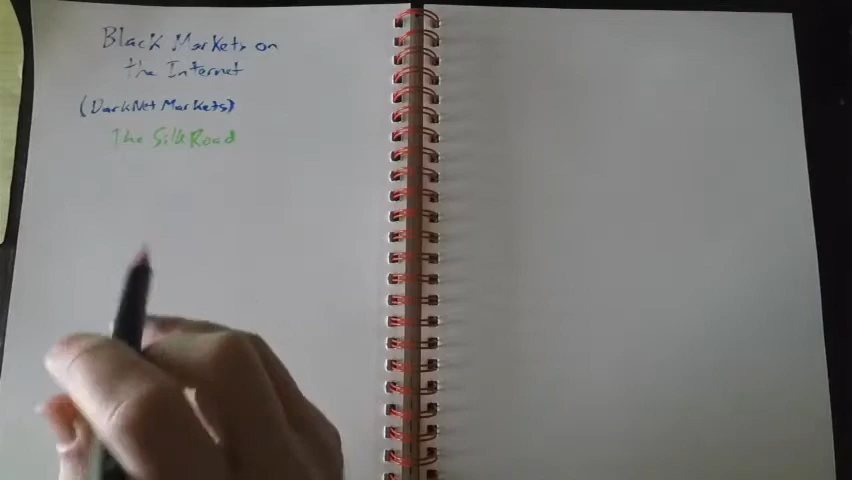 Black Markets on
the Internet
(DarkNet Markets)
The Silk Road